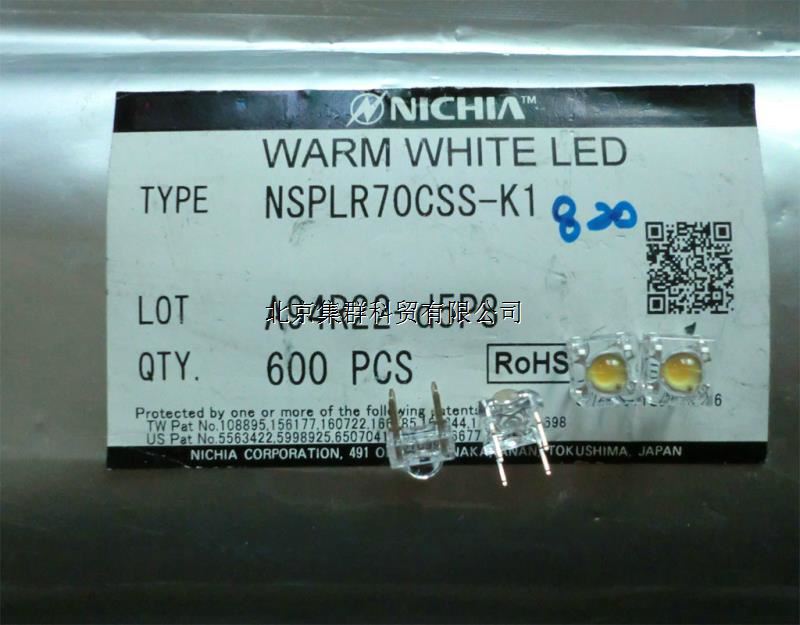 NICHIA™
WARM WHITE LED
TYPE NSPLR70CSS-K1
820
LOT A94R22-J5P8
北京集群科贸有限公司
QTY. 600 PCS
RoHS
Protected by one or more of the following patents
TW Pat No.108895,156177,160722,
US Pat No.5563422,5998925,
NICHIA CORPORATION, 491 TOKUSHIMA, JAPAN